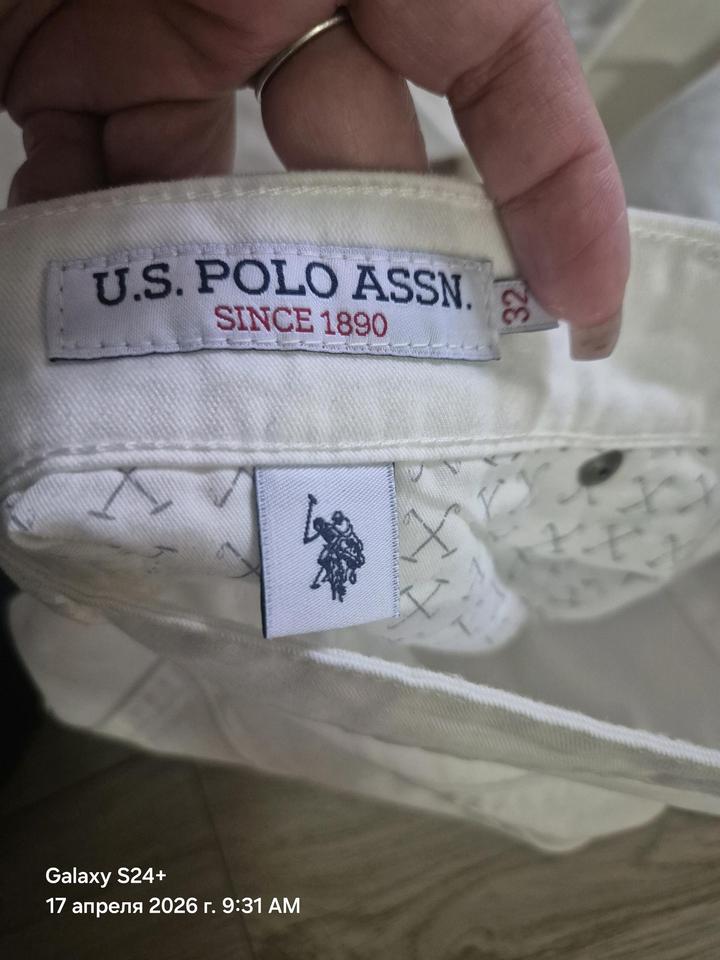 U.S. POLO ASSN.
SINCE 1890
32
Galaxy S24+
17 апреля 2026 г. 9:31 AM